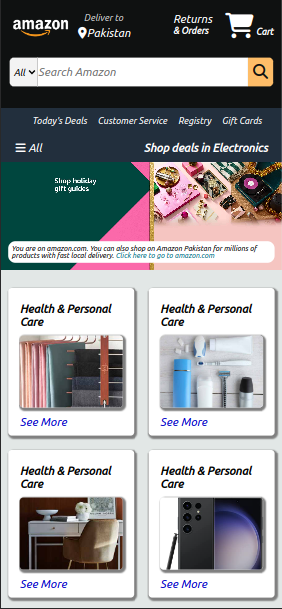 amazon
Deliver to
Pakistan
Returns
& Orders
Cart
All
Search Amazon
Today's Deals Customer Service Registry Gift Cards
All
Shop deals in Electronics
Shop holiday
gift guides
You are on amazon.com. You can also shop on Amazon Pakistan for millions of
products with fast local delivery. Click here to go to amazon.com
Health & Personal
Care
See More
Health & Personal
Care
See More
Health & Personal
Care
See More
Health & Personal
Care
See More